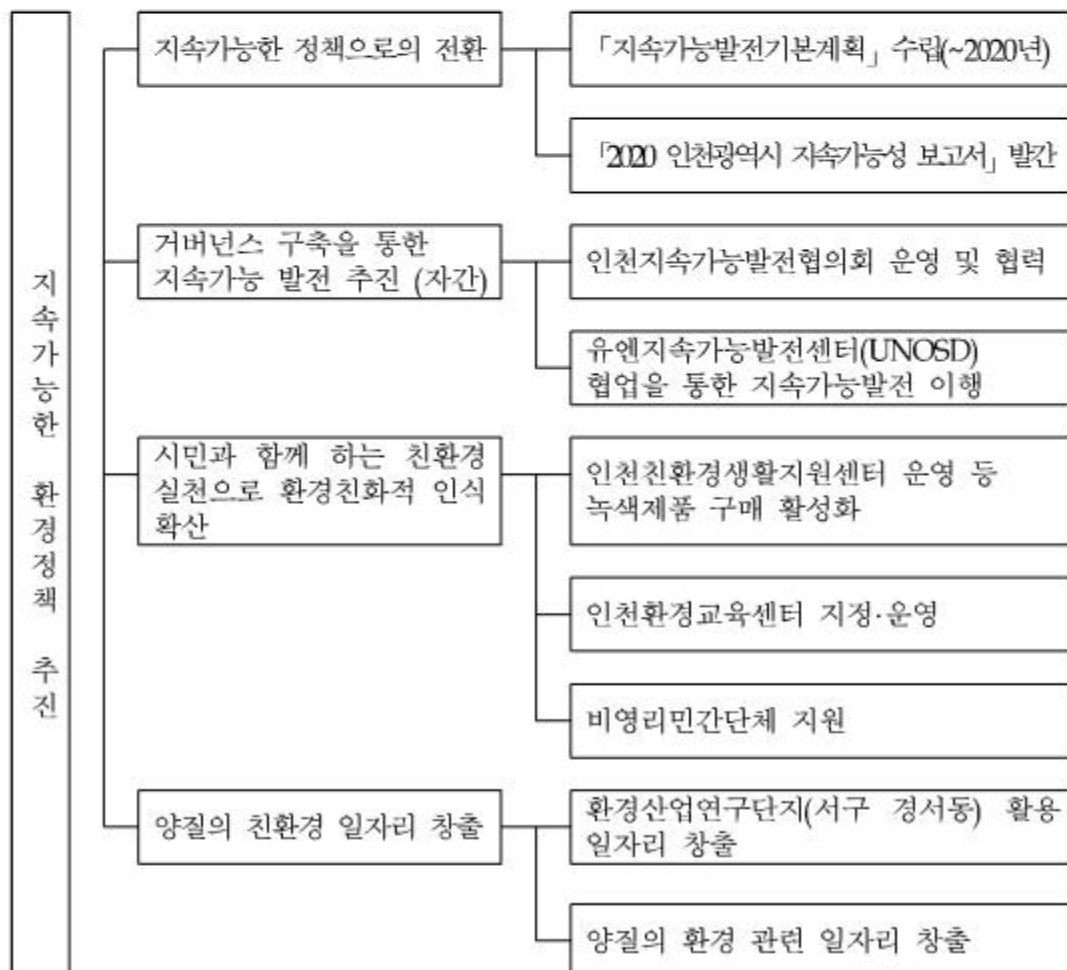 지속가능한 환경정책 추진
지속가능한 정책으로의 전환
「지속가능발전기본계획」 수립(~2020년)
「2020 인천광역시 지속가능성 보고서」 발간
거버넌스 구축을 통한
지속가능 발전 추진 (자간)
인천지속가능발전협의회 운영 및 협력
유엔지속가능발전센터(UNOSD)
협업을 통한 지속가능발전 이행
시민과 함께 하는 친환경
실천으로 환경친화적 인식
확산
인천친환경생활지원센터 운영 등
녹색제품 구매 활성화
인천환경교육센터 지정·운영
비영리민간단체 지원
양질의 친환경 일자리 창출
환경산업연구단지(서구 경서동) 활용
일자리 창출
양질의 환경 관련 일자리 창출